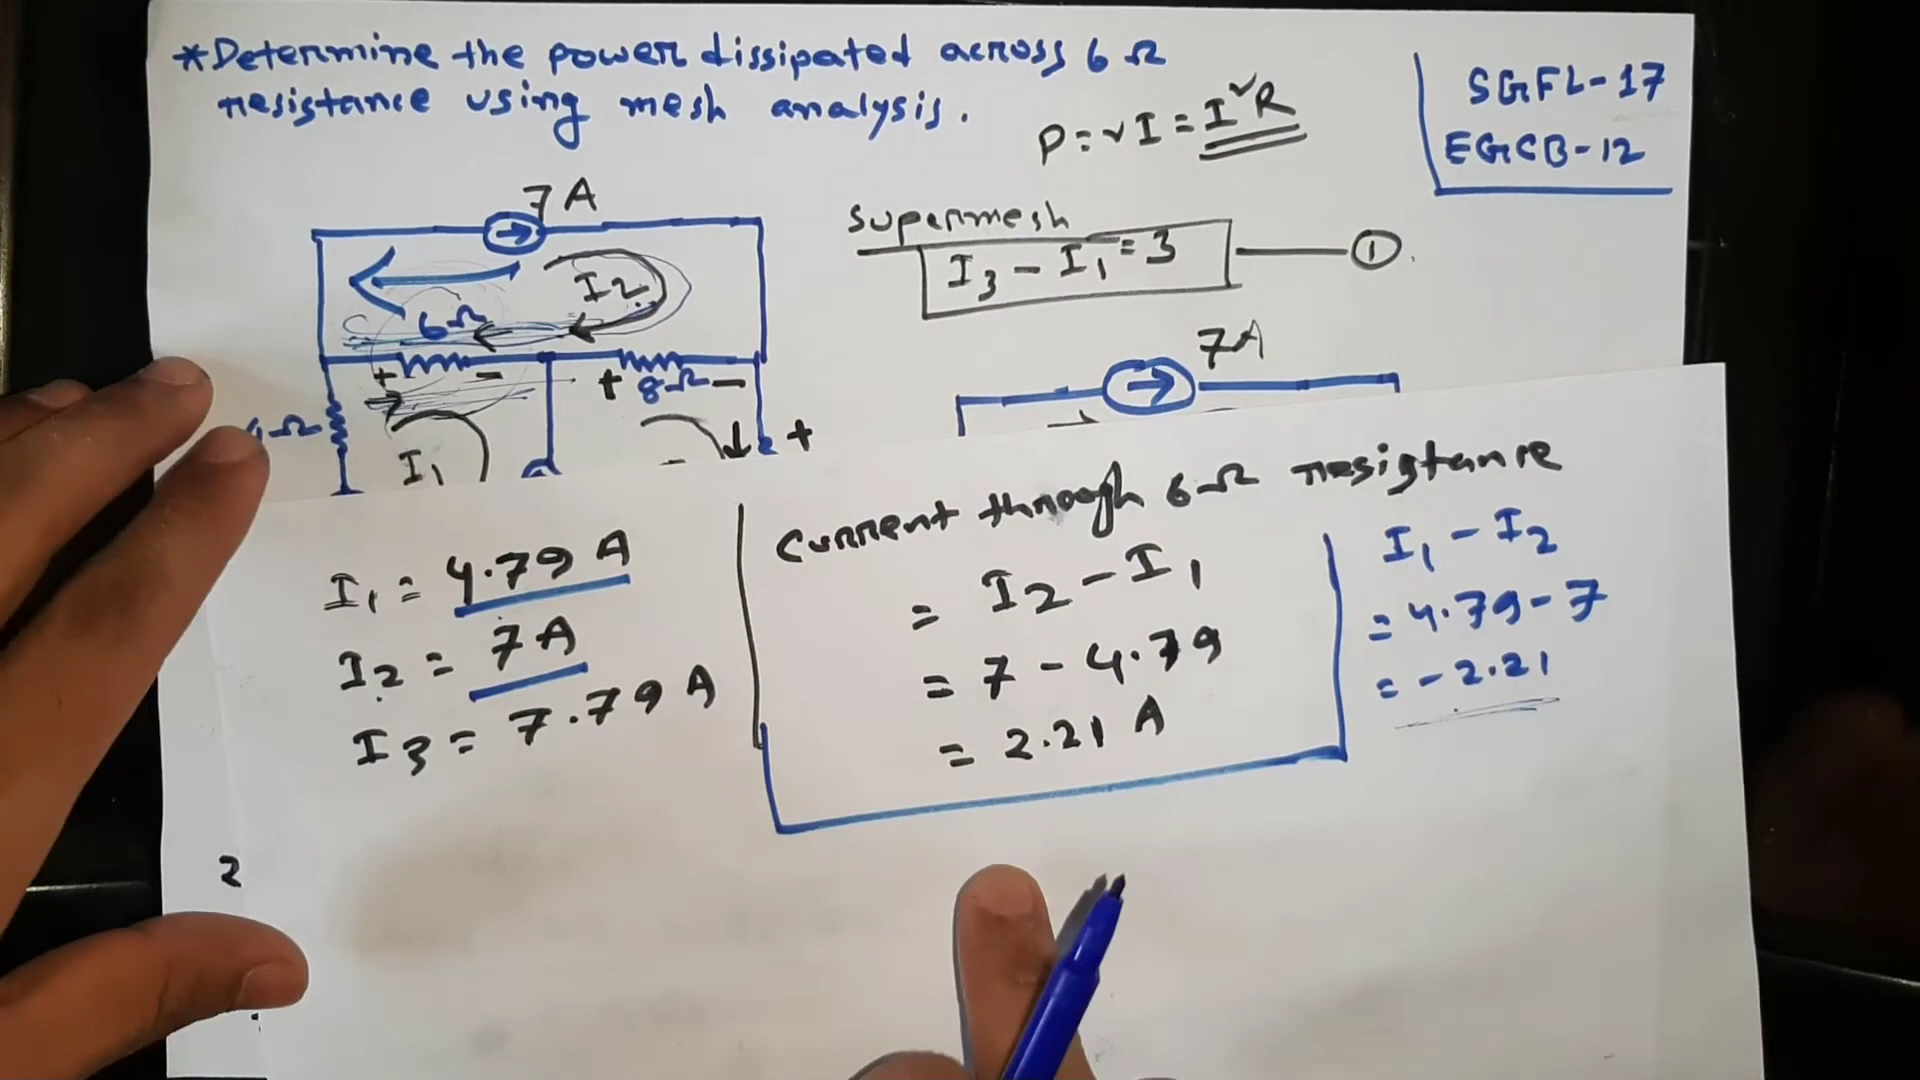 *Determine the power dissipated across 6Ω
resistance using mesh analysis.
P = VI = I²R
SGFL-17
EGCB-12
7A
I2
6Ω
+ -
+ 8Ω -
I1
+
Supermesh
I3 - I1 = 3 ①
7A
I1 = 4.79 A
I2 = 7A
I3 = 7.79 A
Current through 6Ω resistance
= I2 - I1
= 7 - 4.79
= 2.21 A
I1 - I2
= 4.79 - 7
= -2.21
2